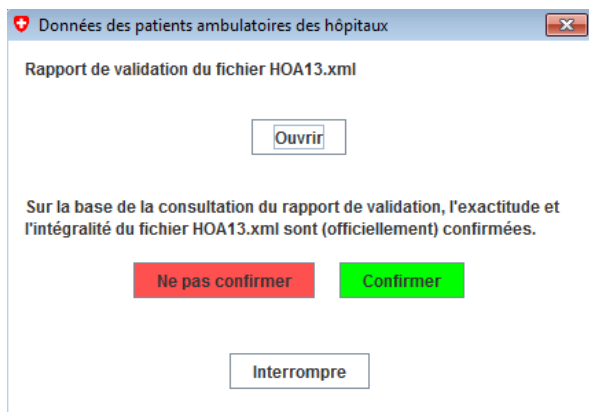 Données des patients ambulatoires des hôpitaux
Rapport de validation du fichier HOA13.xml
Ouvrir
Sur la base de la consultation du rapport de validation, l'exactitude et
l'intégralité du fichier HOA13.xml sont (officiellement) confirmées.
Ne pas confirmer Confirmer
Interrompre